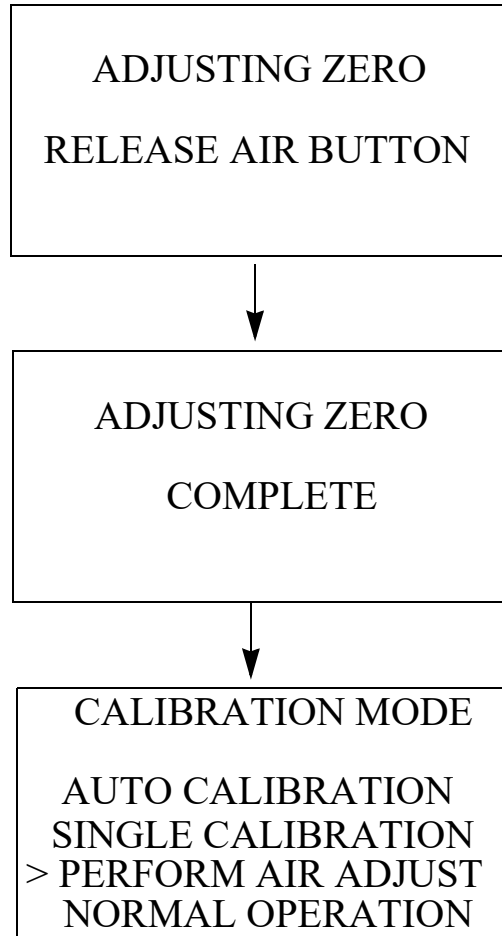 ADJUSTING ZERO
RELEASE AIR BUTTON
ADJUSTING ZERO
COMPLETE
CALIBRATION MODE
AUTO CALIBRATION
SINGLE CALIBRATION
> PERFORM AIR ADJUST
NORMAL OPERATION